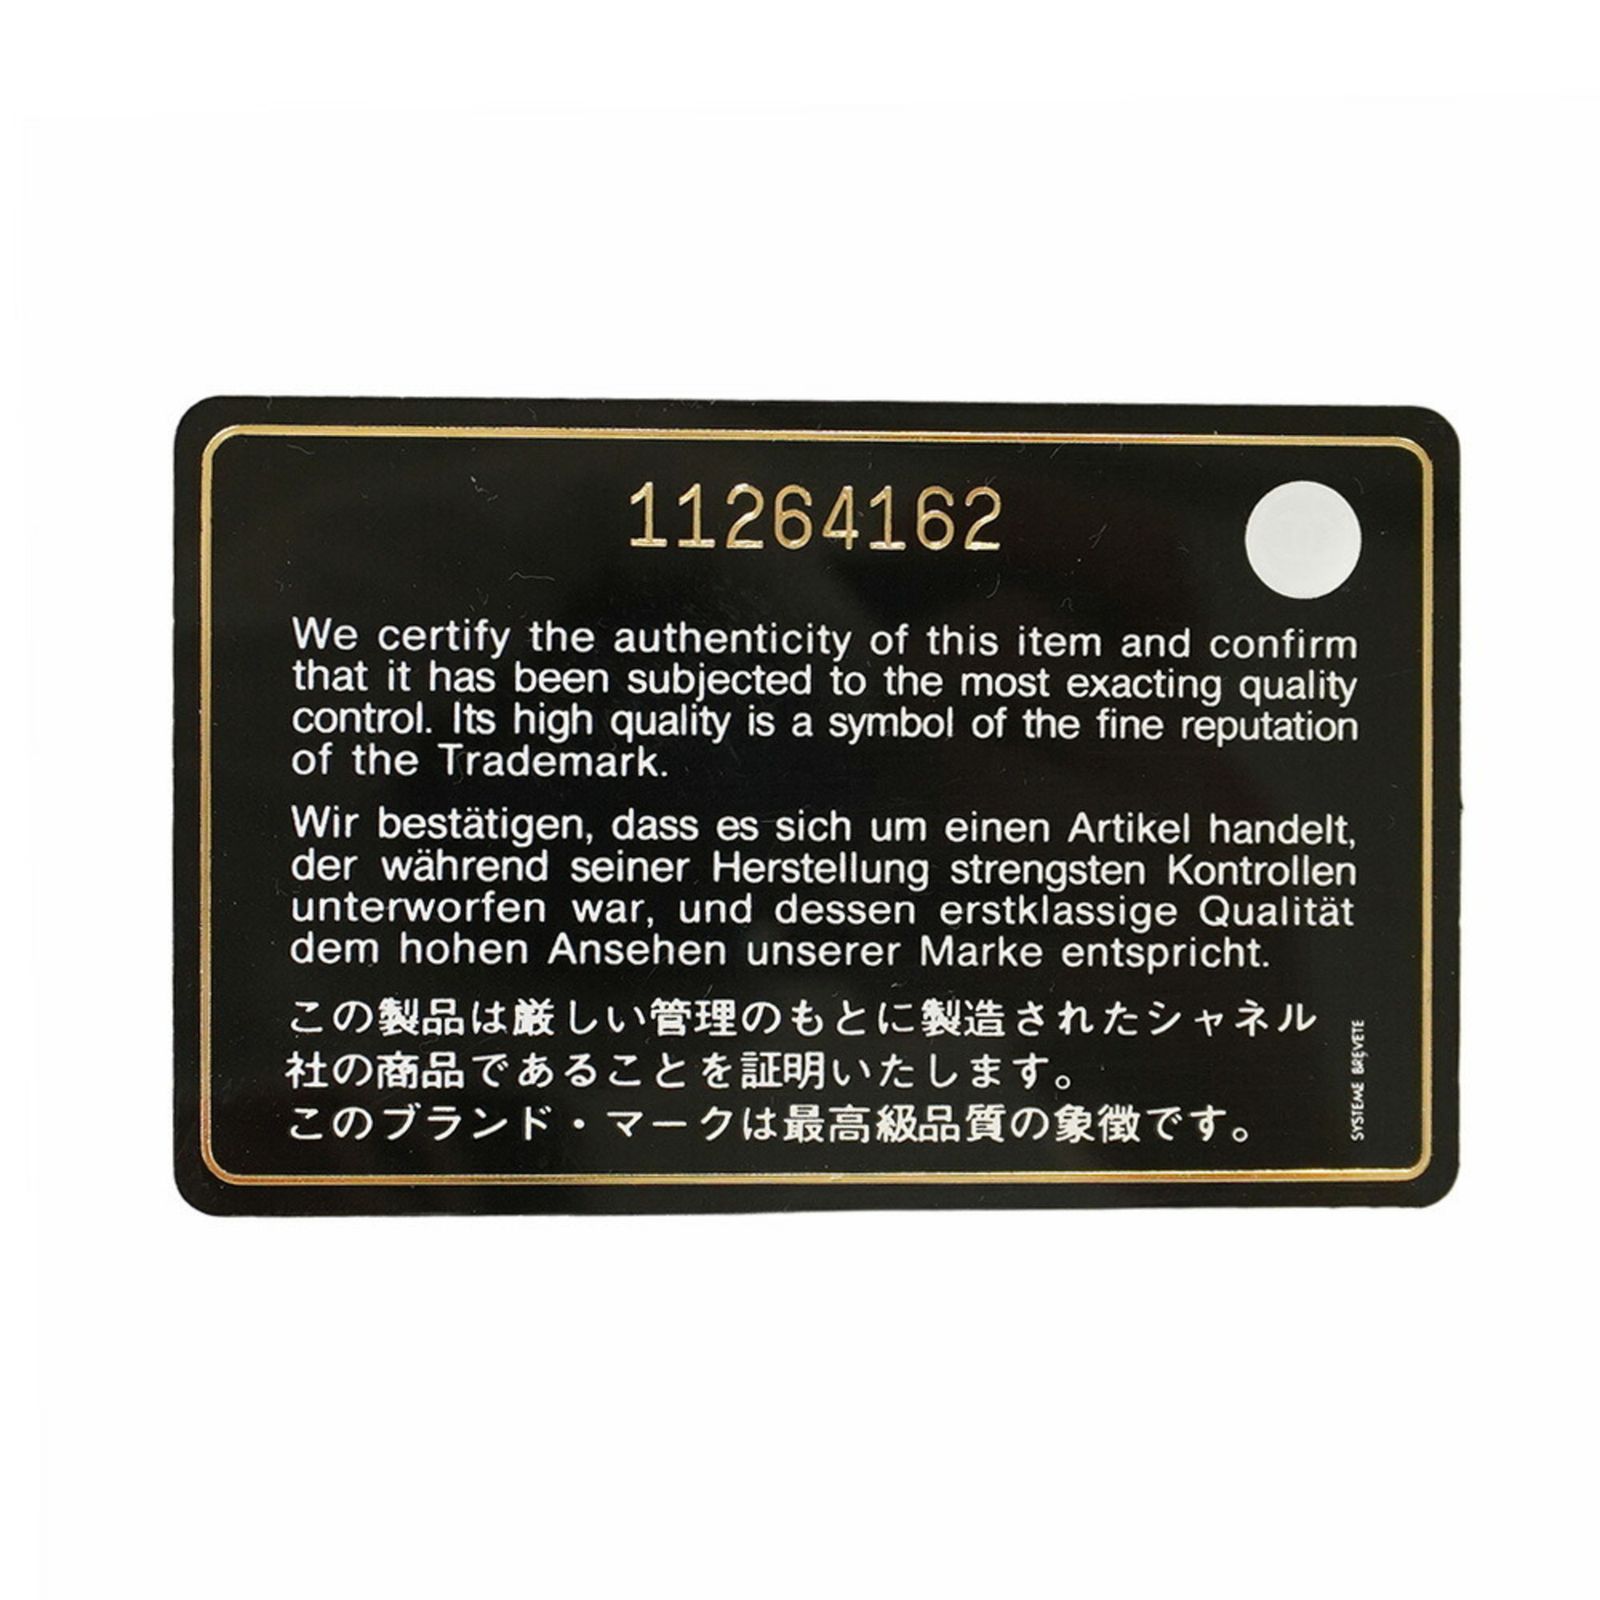 11264162
We certify the authenticity of this item and confirm
that it has been subjected to the most exacting quality
control. Its high quality is a symbol of the fine reputation
of the Trademark.
Wir bestätigen, dass es sich um einen Artikel handelt,
der während seiner Herstellung strengsten Kontrollen
unterworfen war, und dessen erstklassige Qualität
dem hohen Ansehen unserer Marke entspricht.
この製品は厳しい管理のもとに製造されたシャネル
社の商品であることを証明いたします。
このブランド・マークは最高級品質の象徴です。
SYSTEME BREVETE